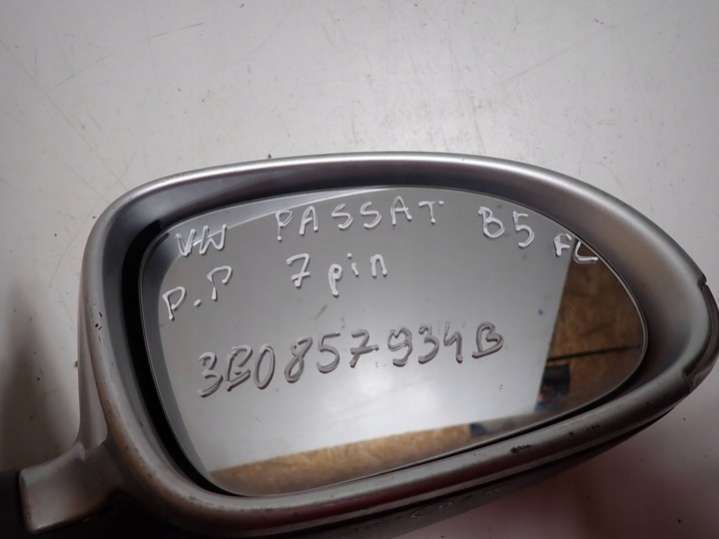 VW PASSAT B5 FL
P.P 7pin
3B0857934B